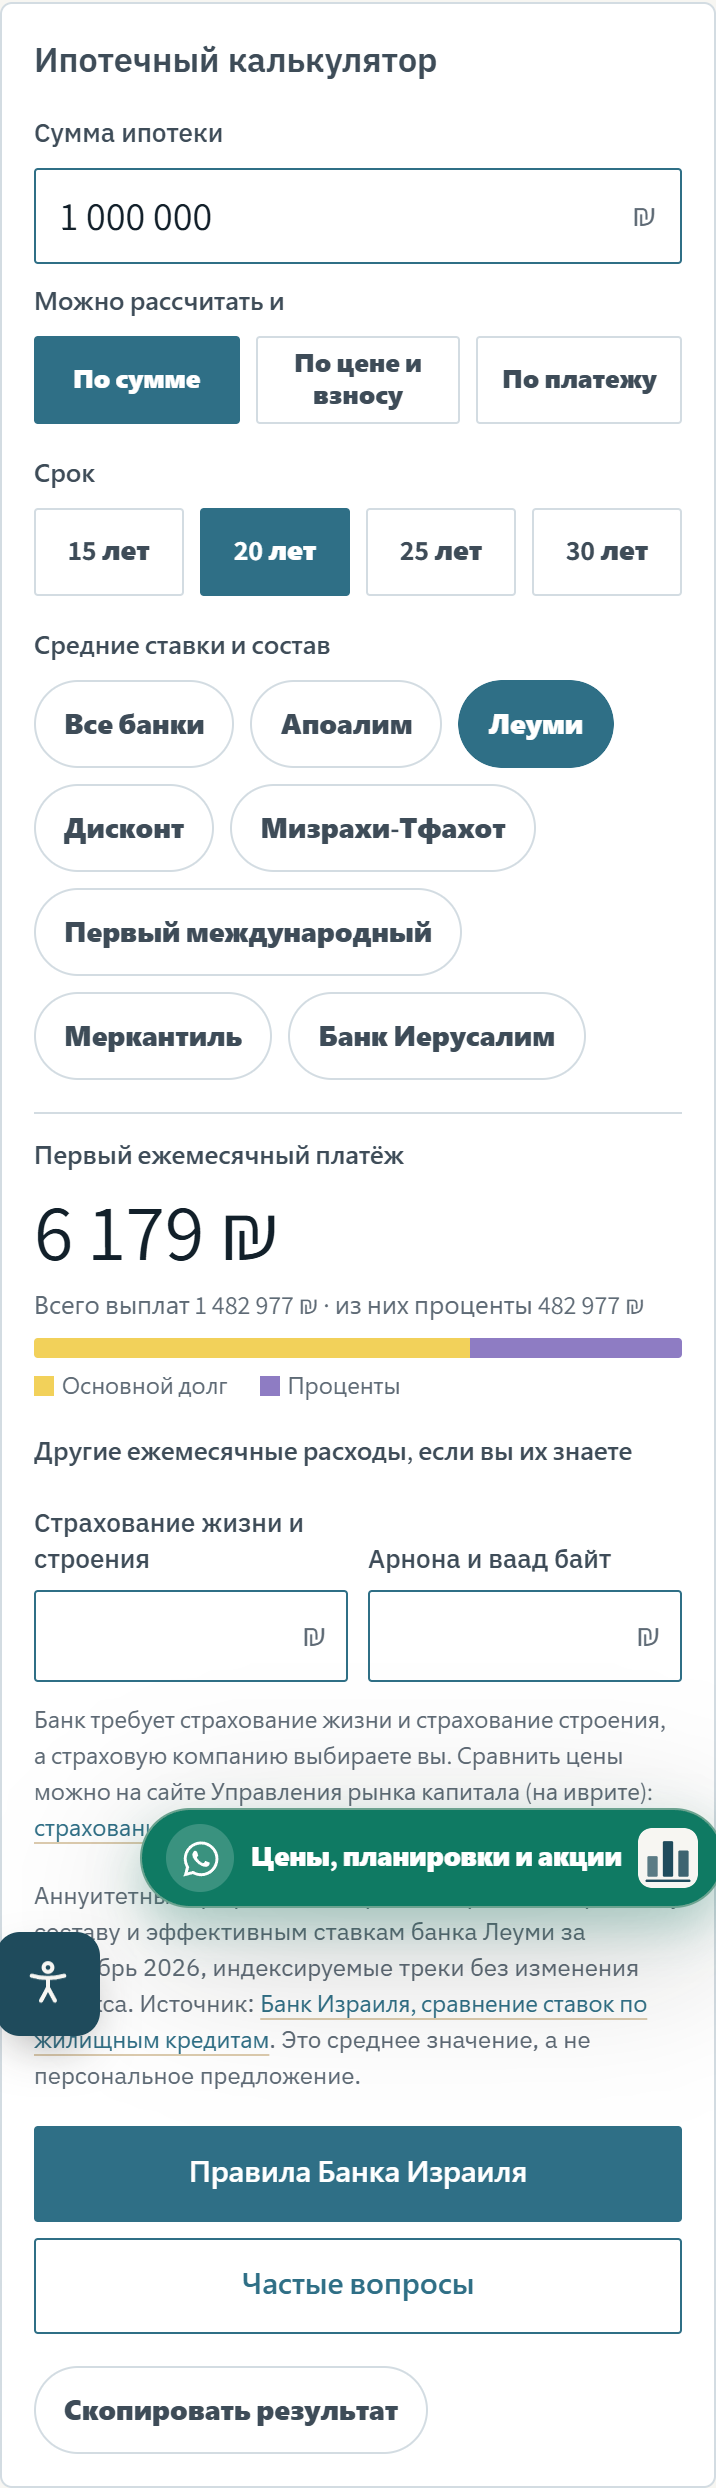 Ипотечный калькулятор
Сумма ипотеки
1 000 000 ₪
Можно рассчитать и
По сумме
По цене и
взносу
По платежу
Срок
15 лет
20 лет
25 лет
30 лет
Средние ставки и состав
Все банки
Апоалим
Леуми
Дисконт
Мизрахи-Тфахот
Первый международный
Меркантиль
Банк Иерусалим
Первый ежемесячный платёж
6 179 ₪
Всего выплат 1 482 977 ₪ · из них проценты 482 977 ₪
Основной долг
Проценты
Другие ежемесячные расходы, если вы их знаете
Страхование жизни и
строения
Арнона и ваад байт
₪
₪
Банк требует страхование жизни и страхование строения,
а страховую компанию выбираете вы. Сравнить цены
можно на сайте Управления рынка капитала (на иврите):
Цены, планировки и акции
составу и эффективным ставкам банка Леуми за
2026, индексируемые треки без изменения
Источник: Банк Израиля, сравнение ставок по
жилищным кредитам. Это среднее значение, а не
персональное предложение.
Правила Банка Израиля
Частые вопросы
Скопировать результат